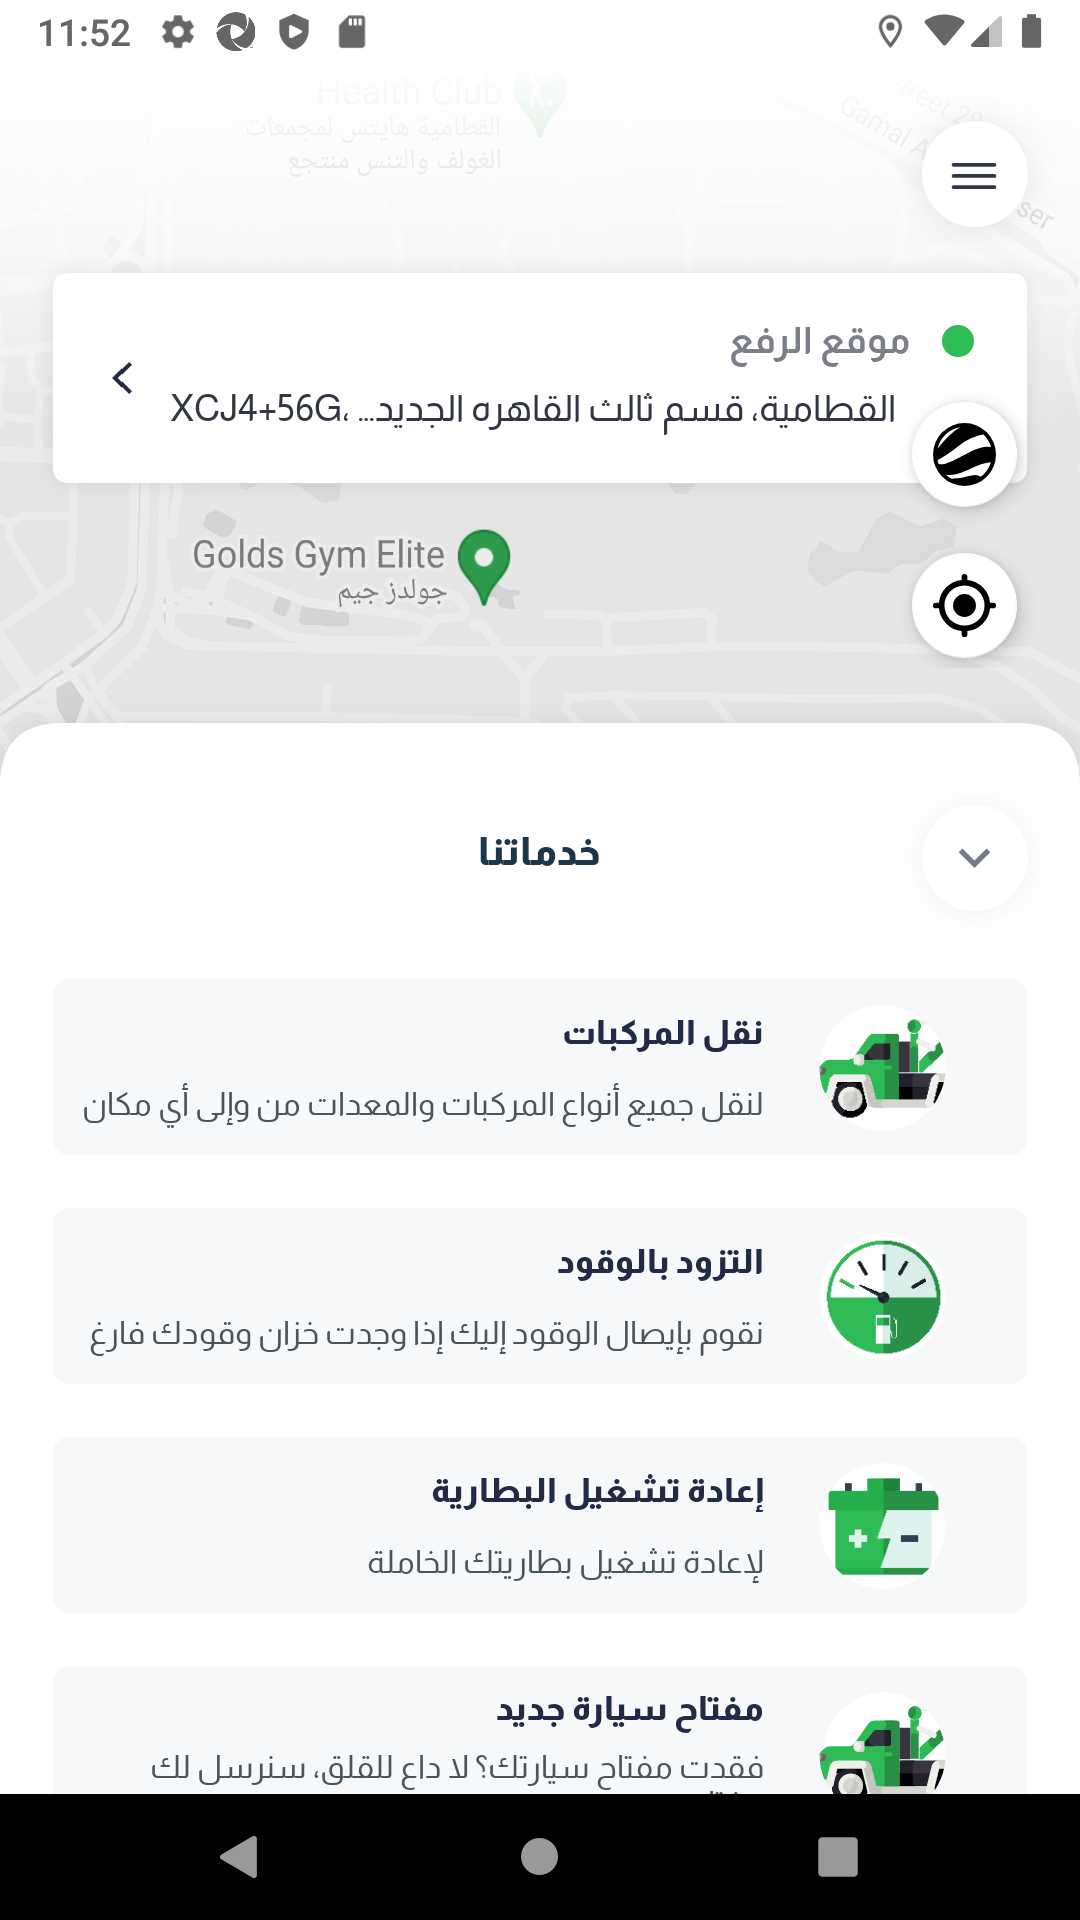 11:52
Health Club
القطامية هايتس لمجمعات
الغولف والتنس منتجع
Street 29
Gamal A
ser
موقع الرفع
XCJ4+56G، القطامية، قسم ثالث القاهره الجديد...
Golds Gym Elite
جولدز جيم
خدماتنا
نقل المركبات
لنقل جميع أنواع المركبات والمعدات من وإلى أي مكان
التزود بالوقود
نقوم بإيصال الوقود إليك إذا وجدت خزان وقودك فارغ
إعادة تشغيل البطارية
لإعادة تشغيل بطاريتك الخاملة
مفتاح سيارة جديد
فقدت مفتاح سيارتك؟ لا داع للقلق، سنرسل لك